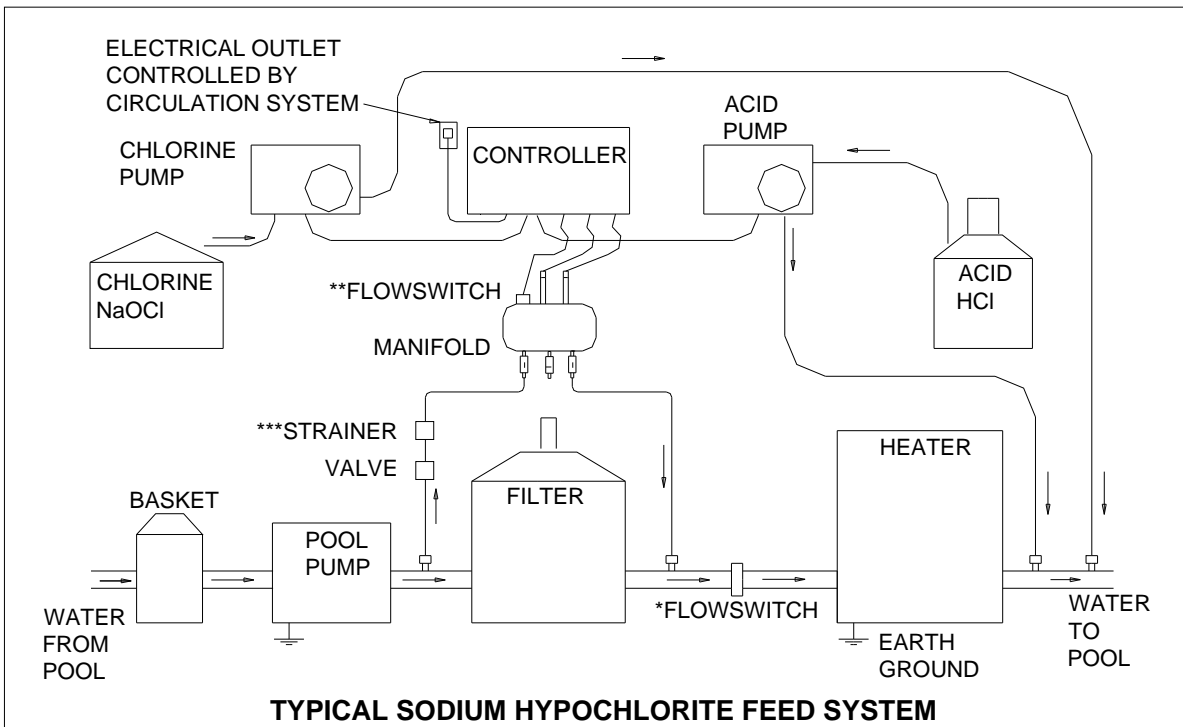 ELECTRICAL OUTLET
CONTROLLED BY
CIRCULATION SYSTEM
CHLORINE
PUMP
CONTROLLER
ACID
PUMP
CHLORINE
NaOCl
**FLOWSWITCH
MANIFOLD
ACID
HCl
***STRAINER
VALVE
BASKET
POOL
PUMP
FILTER
HEATER
*FLOWSWITCH
WATER
FROM
POOL
EARTH
GROUND
WATER
TO
POOL
TYPICAL SODIUM HYPOCHLORITE FEED SYSTEM